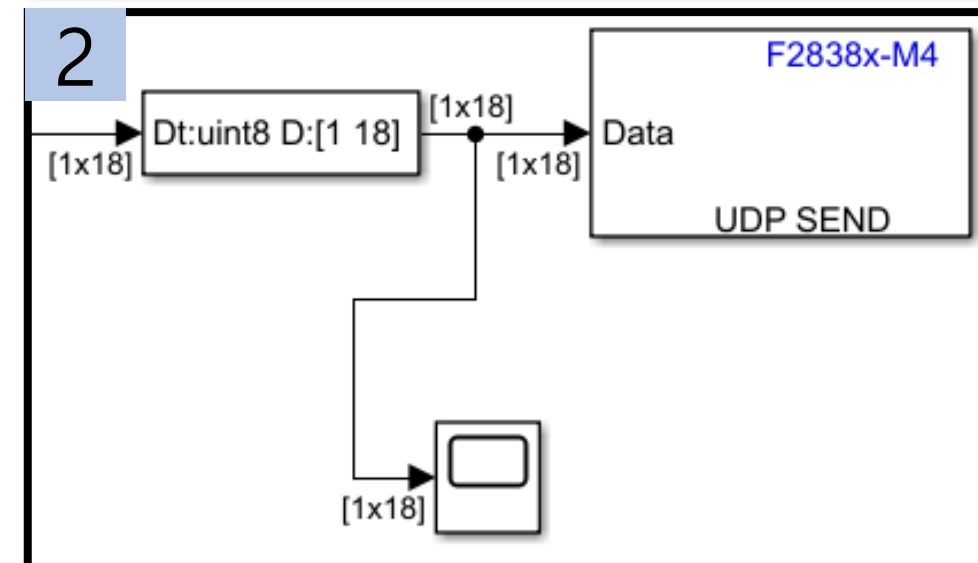 2
F2838x-M4
[1x18]
Dt:uint8 D:[1 18]
Data
[1x18]
[1x18]
UDP SEND
[1x18]